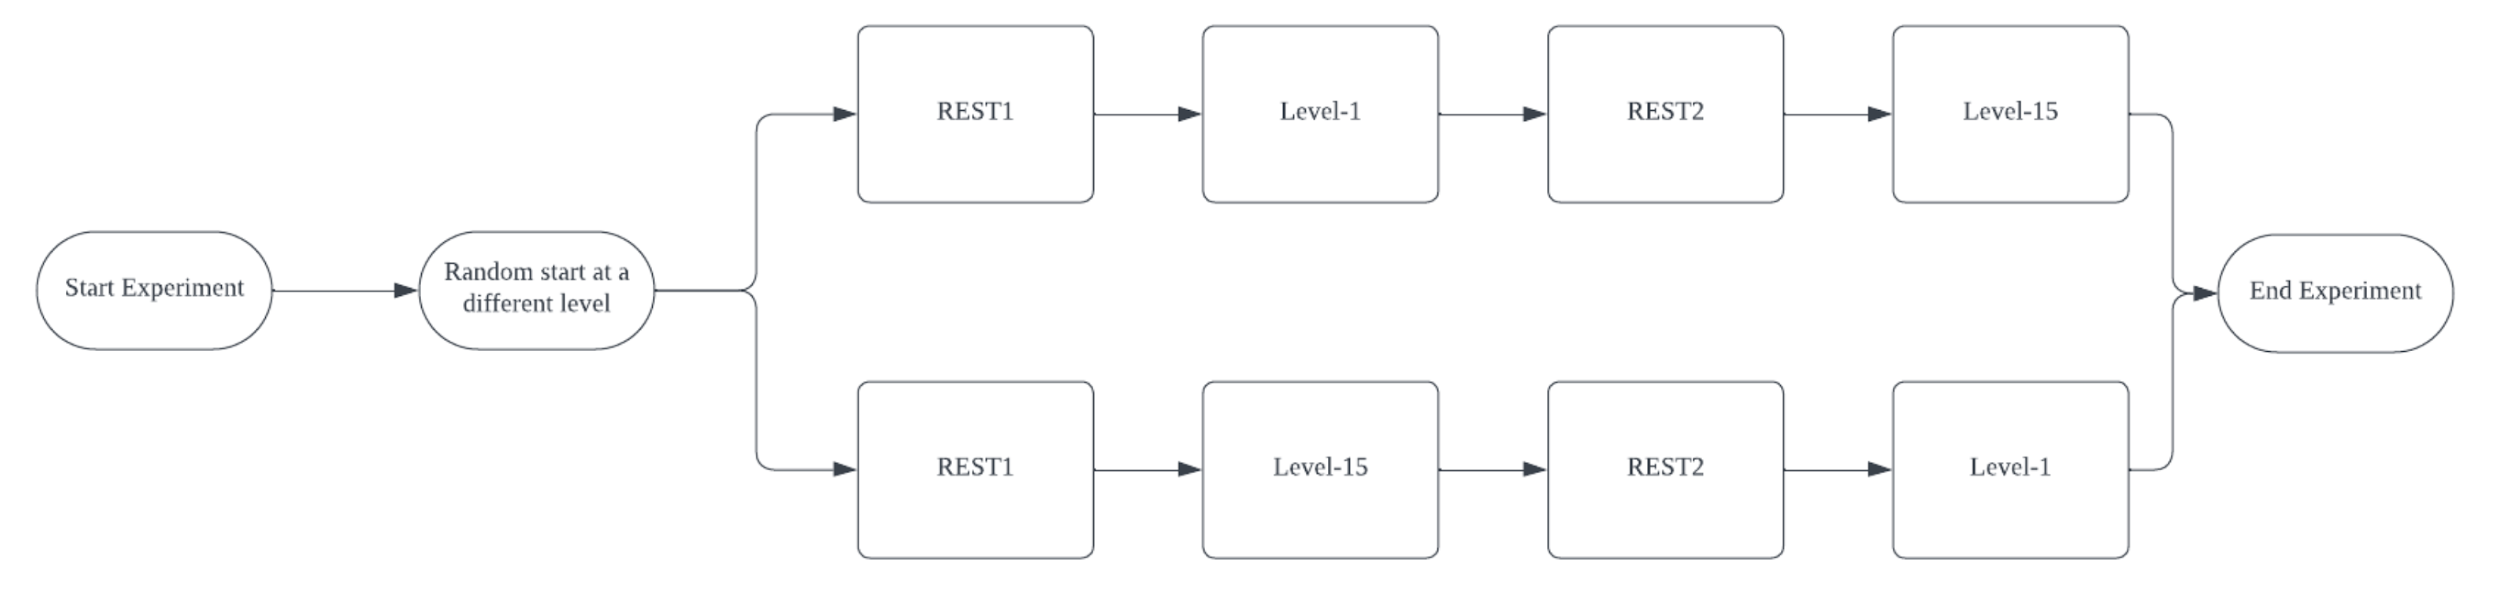 Start Experiment
Random start at a
different level
REST1
Level-1
REST2
Level-15
REST1
Level-15
REST2
Level-1
End Experiment